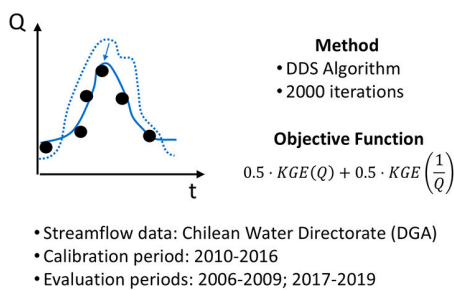 Q
t
Method
• DDS Algorithm
• 2000 iterations
Objective Function
0.5 · KGE(Q) + 0.5 · KGE(1/Q)
• Streamflow data: Chilean Water Directorate (DGA)
• Calibration period: 2010-2016
• Evaluation periods: 2006-2009; 2017-2019